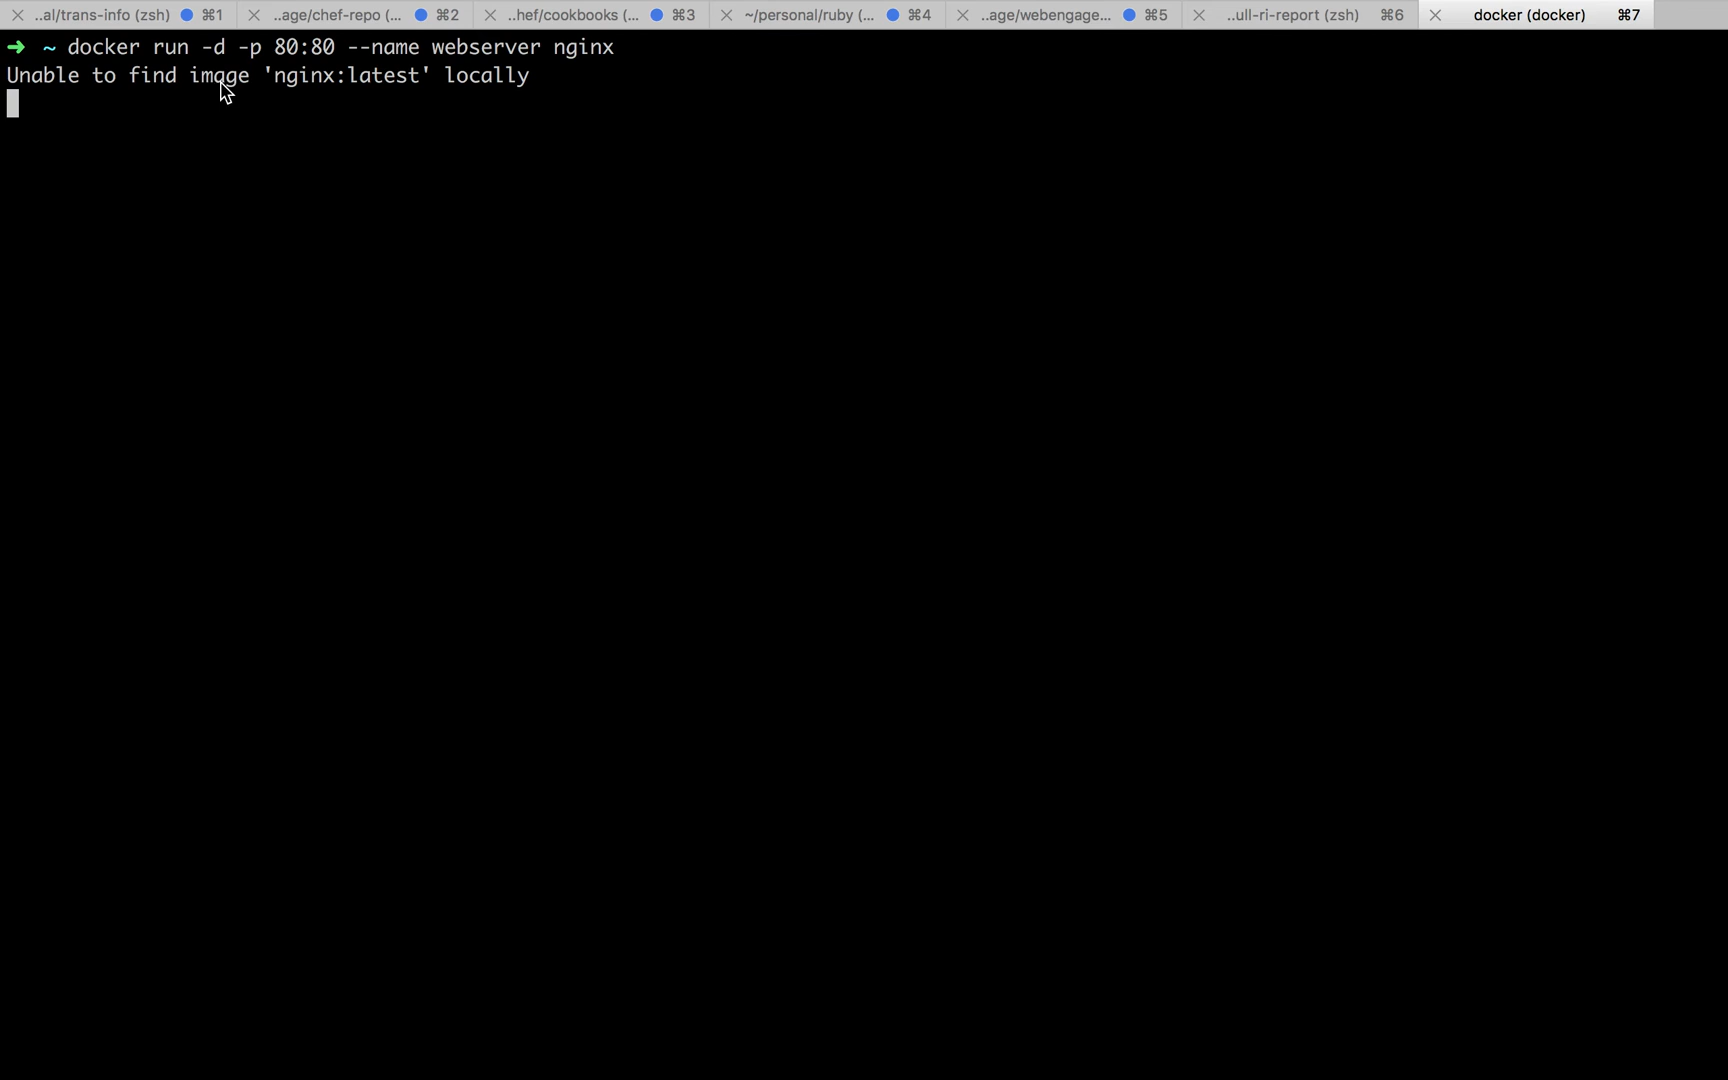 ..al/trans-info (zsh) ⌘1 ..age/chef-repo (... ⌘2 ..hef/cookbooks (... ⌘3 ~/personal/ruby (... ⌘4 ..age/webengage... ⌘5 ..ull-ri-report (zsh) ⌘6 docker (docker) ⌘7
➜ ~ docker run -d -p 80:80 --name webserver nginx
Unable to find image 'nginx:latest' locally